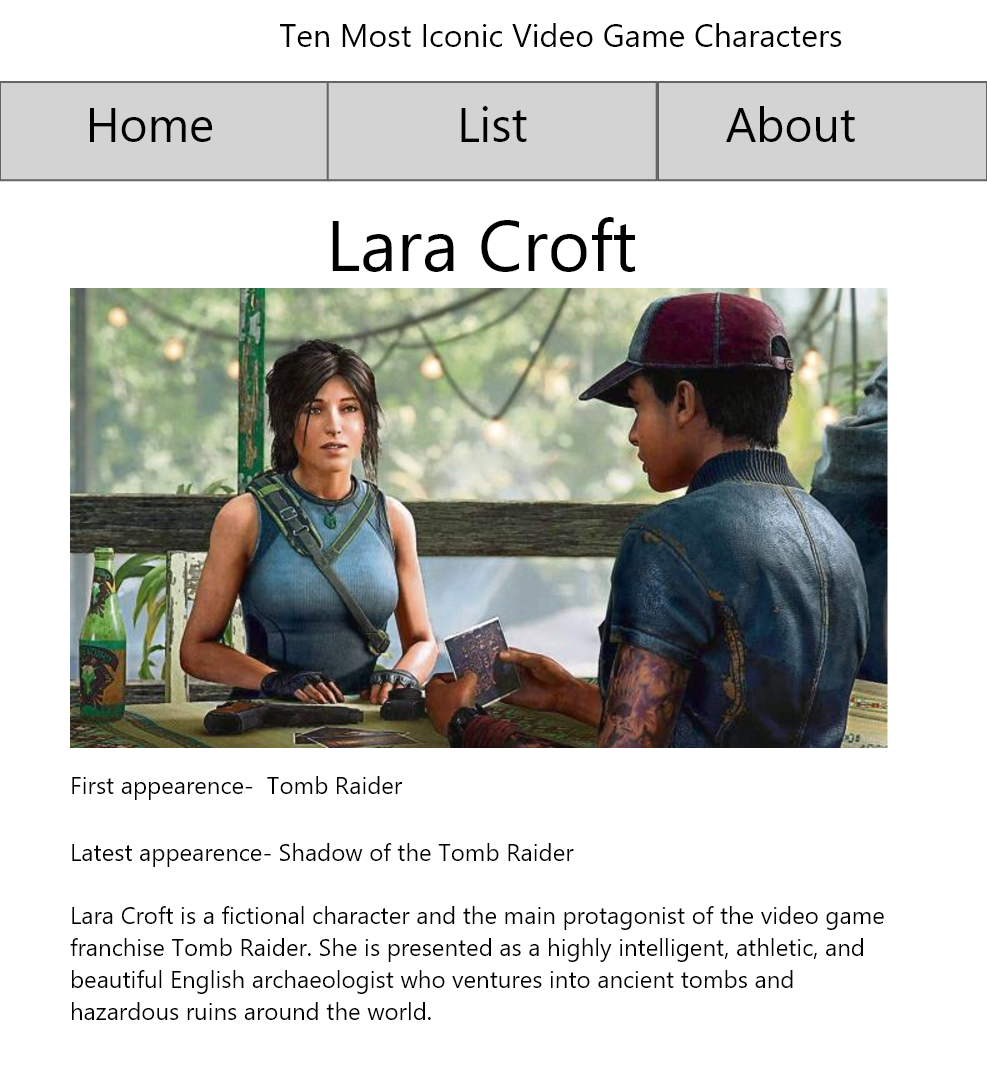 Ten Most Iconic Video Game Characters
Home
List
About
Lara Croft
First appearence-  Tomb Raider
Latest appearence- Shadow of the Tomb Raider
Lara Croft is a fictional character and the main protagonist of the video game
franchise Tomb Raider. She is presented as a highly intelligent, athletic, and
beautiful English archaeologist who ventures into ancient tombs and
hazardous ruins around the world.